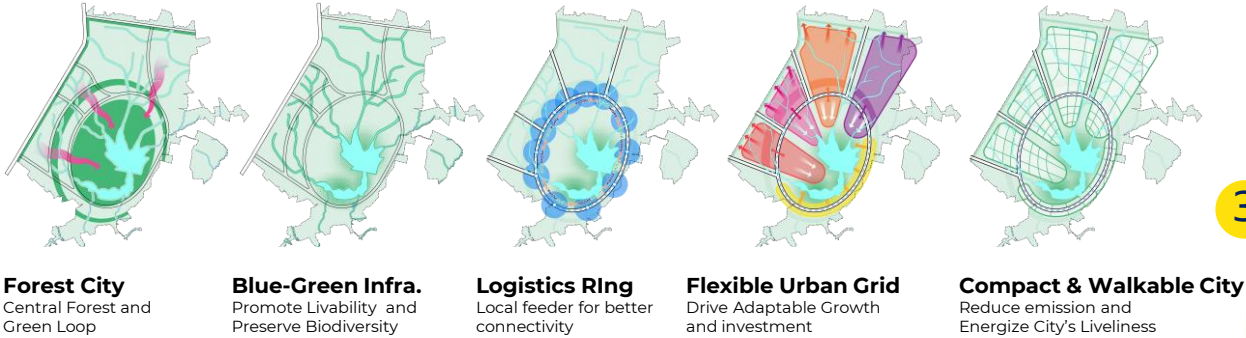 3
Forest City
Central Forest and
Green Loop
Blue-Green Infra.
Promote Livability and
Preserve Biodiversity
Logistics RIng
Local feeder for better
connectivity
Flexible Urban Grid
Drive Adaptable Growth
and investment
Compact & Walkable City
Reduce emission and
Energize City's Liveliness